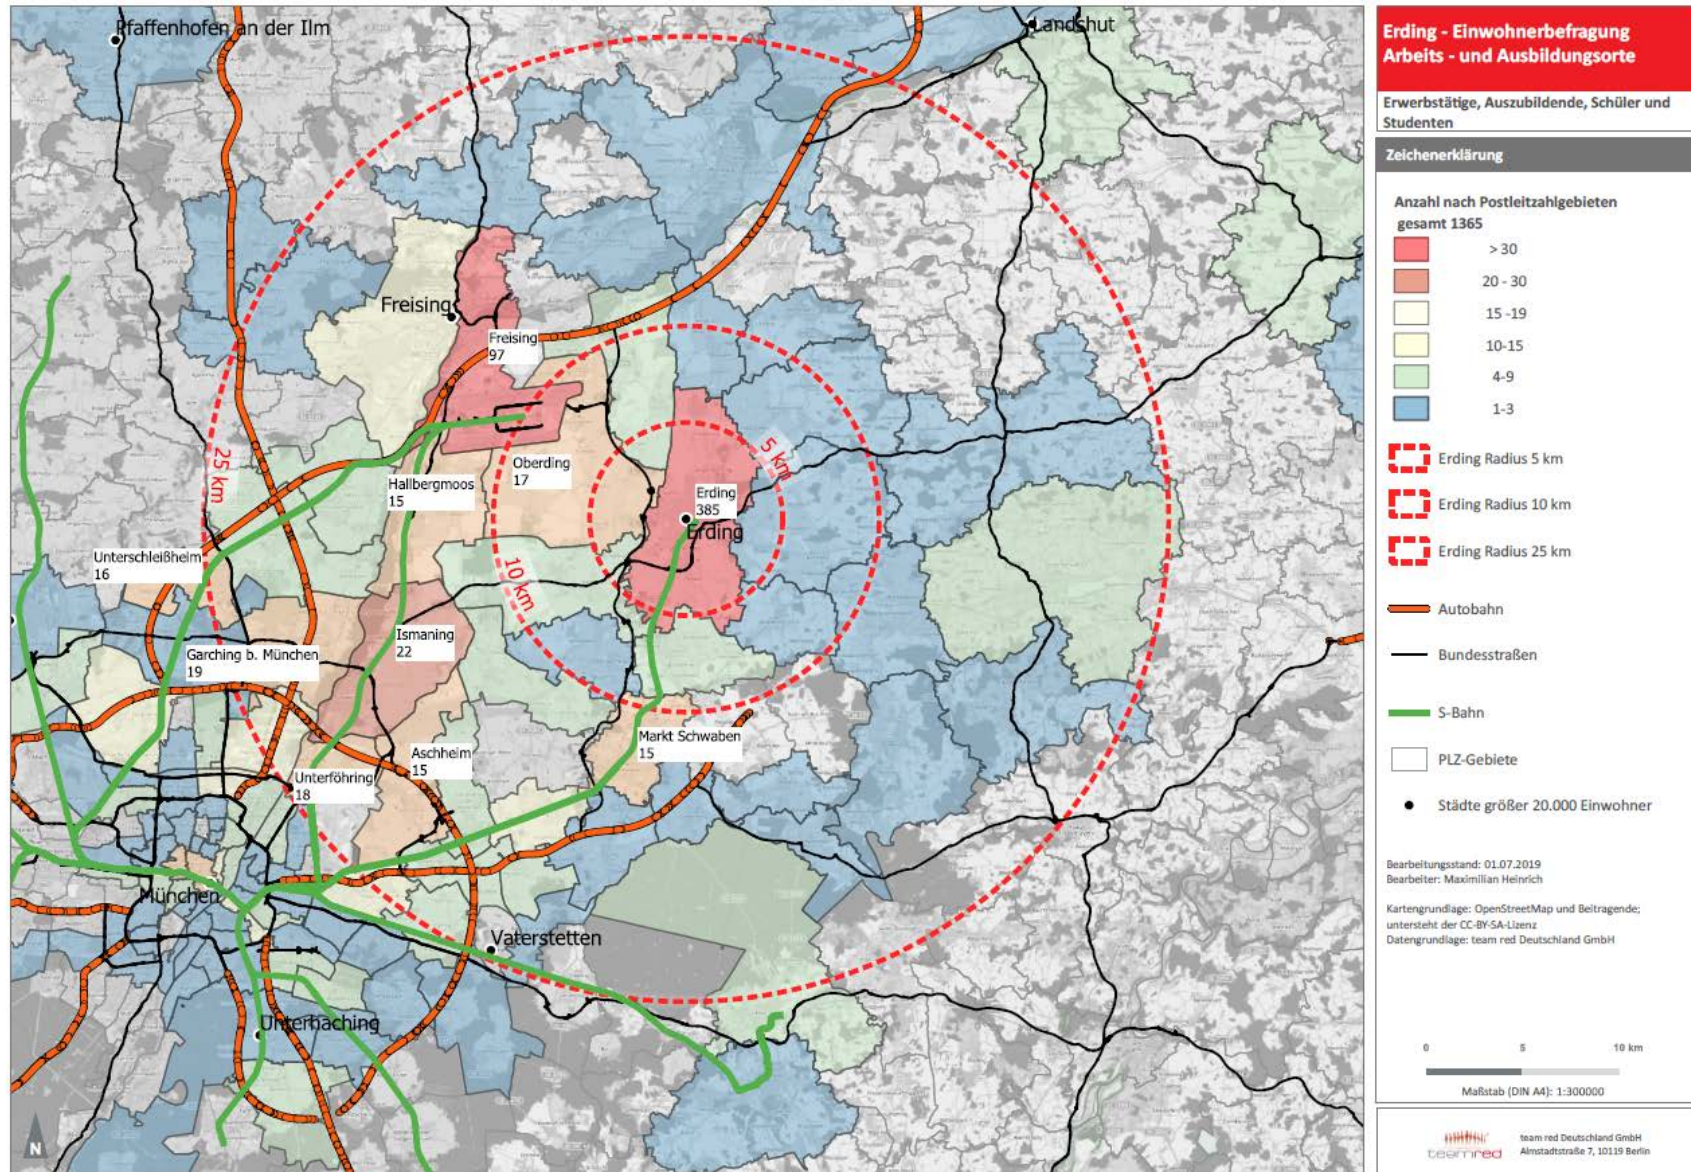 Pfaffenhofen an der Ilm
Landshut
Freising
Freising
97
25 km
5 km
Oberding
17
Hallbergmoos
15
Erding
385
Erding
Unterschleißheim
16
10 km
Ismaning
22
Garching b. München
19
Markt Schwaben
15
Aschheim
15
Unterföhring
18
München
Vaterstetten
Unterhaching
N
Erding - Einwohnerbefragung
Arbeits - und Ausbildungsorte
Erwerbstätige, Auszubildende, Schüler und
Studenten
Zeichenerklärung
Anzahl nach Postleitzahlgebieten
gesamt 1365
> 30
20 - 30
15 -19
10-15
4-9
1-3
Erding Radius 5 km
Erding Radius 10 km
Erding Radius 25 km
Autobahn
Bundesstraßen
S-Bahn
PLZ-Gebiete
Städte größer 20.000 Einwohner
Bearbeitungsstand: 01.07.2019
Bearbeiter: Maximilian Heinrich
Kartengrundlage: OpenStreetMap und Beitragende;
untersteht der CC-BY-SA-Lizenz
Datengrundlage: team red Deutschland GmbH
0 5 10 km
Maßstab (DIN A4): 1:300000
teamred
team red Deutschland GmbH
Almstadtstraße 7, 10119 Berlin